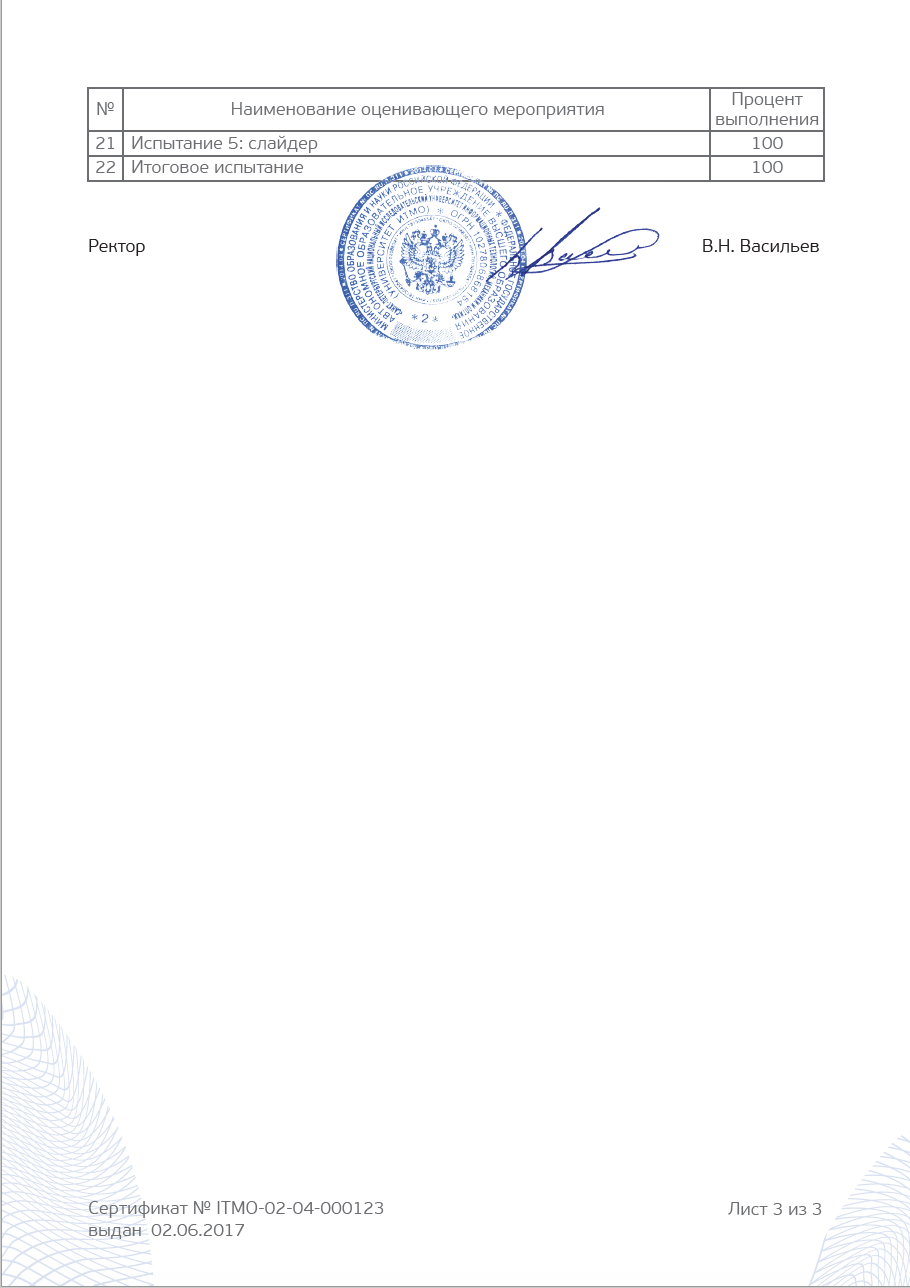 № Наименование оценивающего мероприятия Процент выполнения
21 Испытание 5: слайдер 100
22 Итоговое испытание 100
Ректор В.Н. Васильев
МИНИСТЕРСТВО ОБРАЗОВАНИЯ И НАУКИ РОССИЙСКОЙ ФЕДЕРАЦИИ * ФЕДЕРАЛЬНОЕ ГОСУДАРСТВЕННОЕ
АВТОНОМНОЕ ОБРАЗОВАТЕЛЬНОЕ УЧРЕЖДЕНИЕ ВЫСШЕГО ОБРАЗОВАНИЯ
(УНИВЕРСИТЕТ ИТМО) * ОГРН 1027806868154
* 2 *
Сертификат № ITMO-02-04-000123
выдан 02.06.2017
Лист 3 из 3